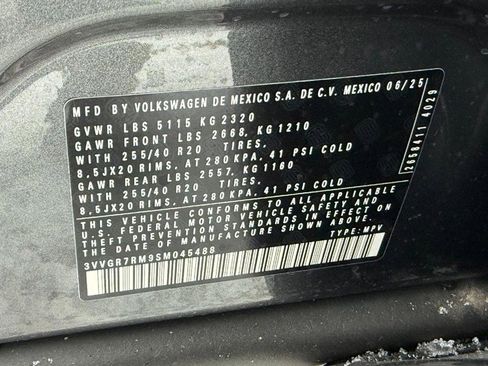 MFD BY VOLKSWAGEN DE MEXICO S.A. DE C.V. MEXICO 06/25
GVWR LBS 5115 KG 2320
GAWR FRONT LBS 2668, KG 1210
WITH 255/40 R20 TIRES.
8.5JX20 RIMS, AT 280 KPA, 41 PSI COLD
GAWR REAR LBS 2557, KG 1160
WITH 255/40 R20 TIRES.
8.5JX20 RIMS, AT 280 KPA, 41 PSI COLD
THIS VEHICLE CONFORMS TO ALL APPLICABLE
U.S. FEDERAL MOTOR VEHICLE SAFETY AND
THEFT PREVENTION STANDARDS IN EFFECT ON
THE DATE OF MANUFACTURE SHOWN ABOVE.
3VVGR7RM9SM045488 TYPE: MPV
2058411 4029